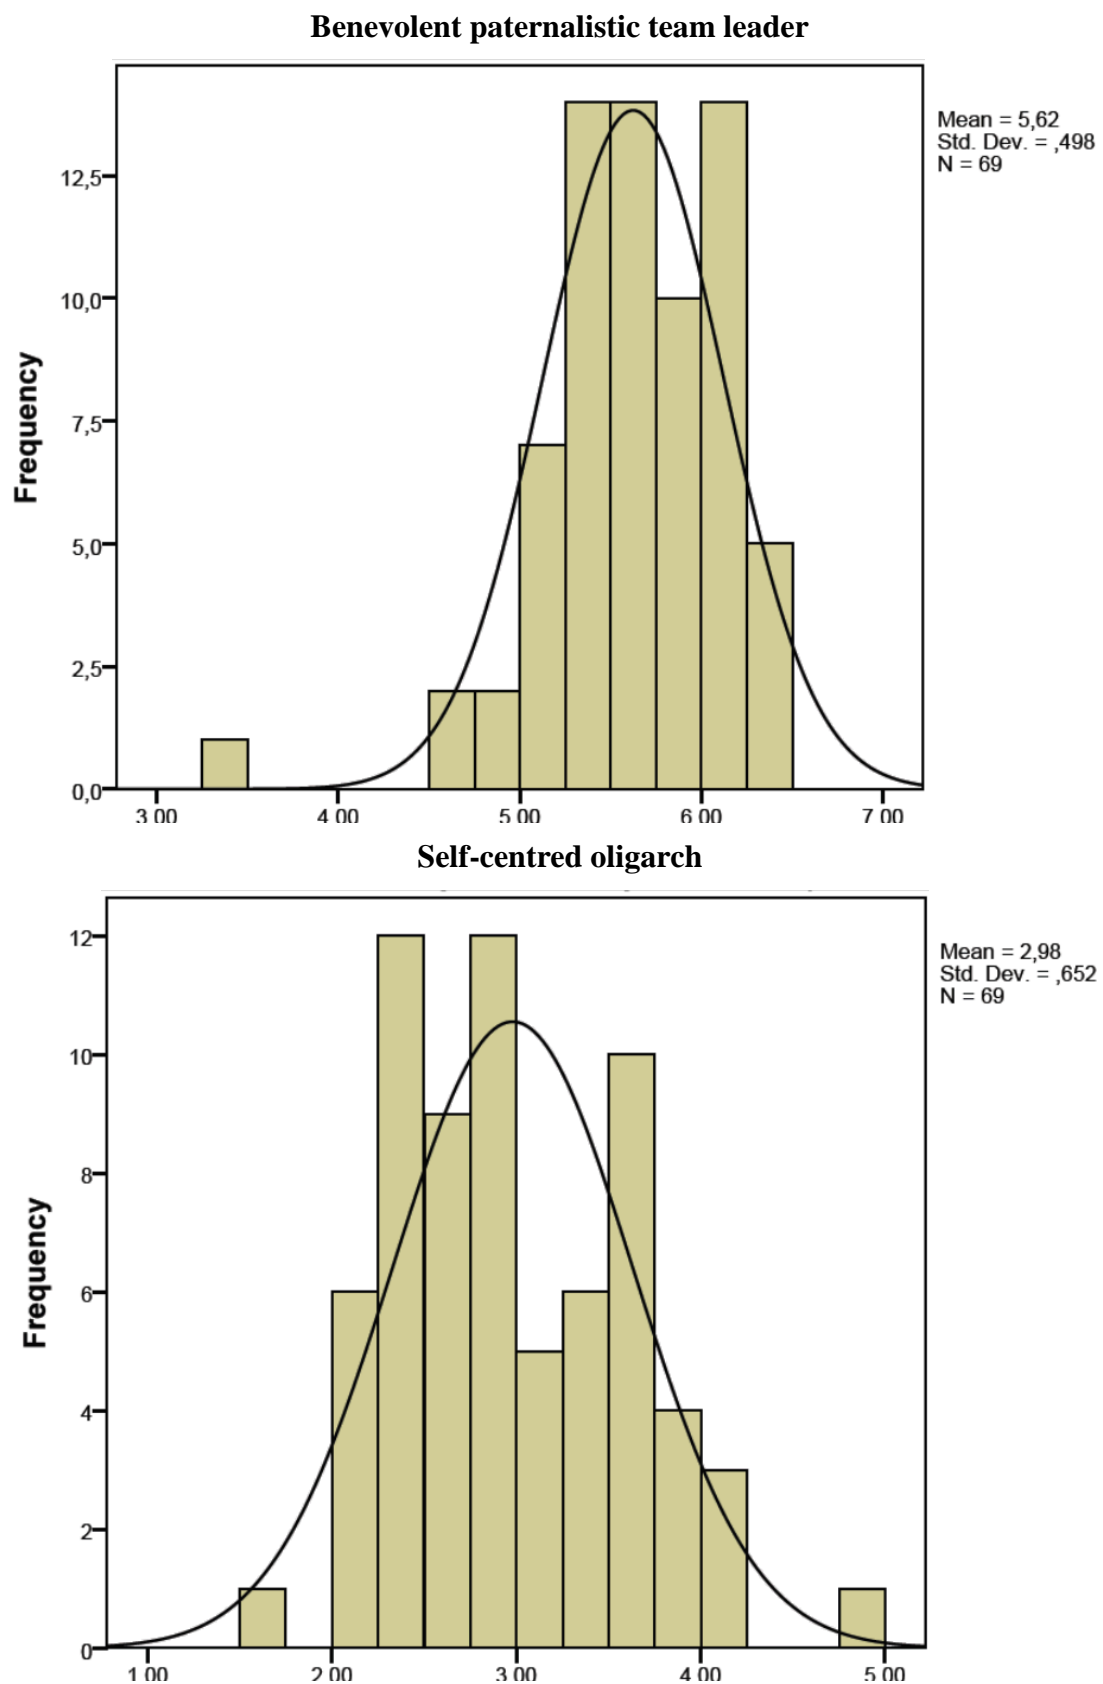 Benevolent paternalistic team leader
Mean = 5,62
Std. Dev. = ,498
N = 69
12,5
10,0
7,5
5,0
2,5
0,0
Frequency
3 00 4 00 5 00 6 00 7 00
Self-centred oligarch
Mean = 2,98
Std. Dev. = ,652
N = 69
12
10
8
6
4
2
0
Frequency
1 00 2 00 3 00 4 00 5 00